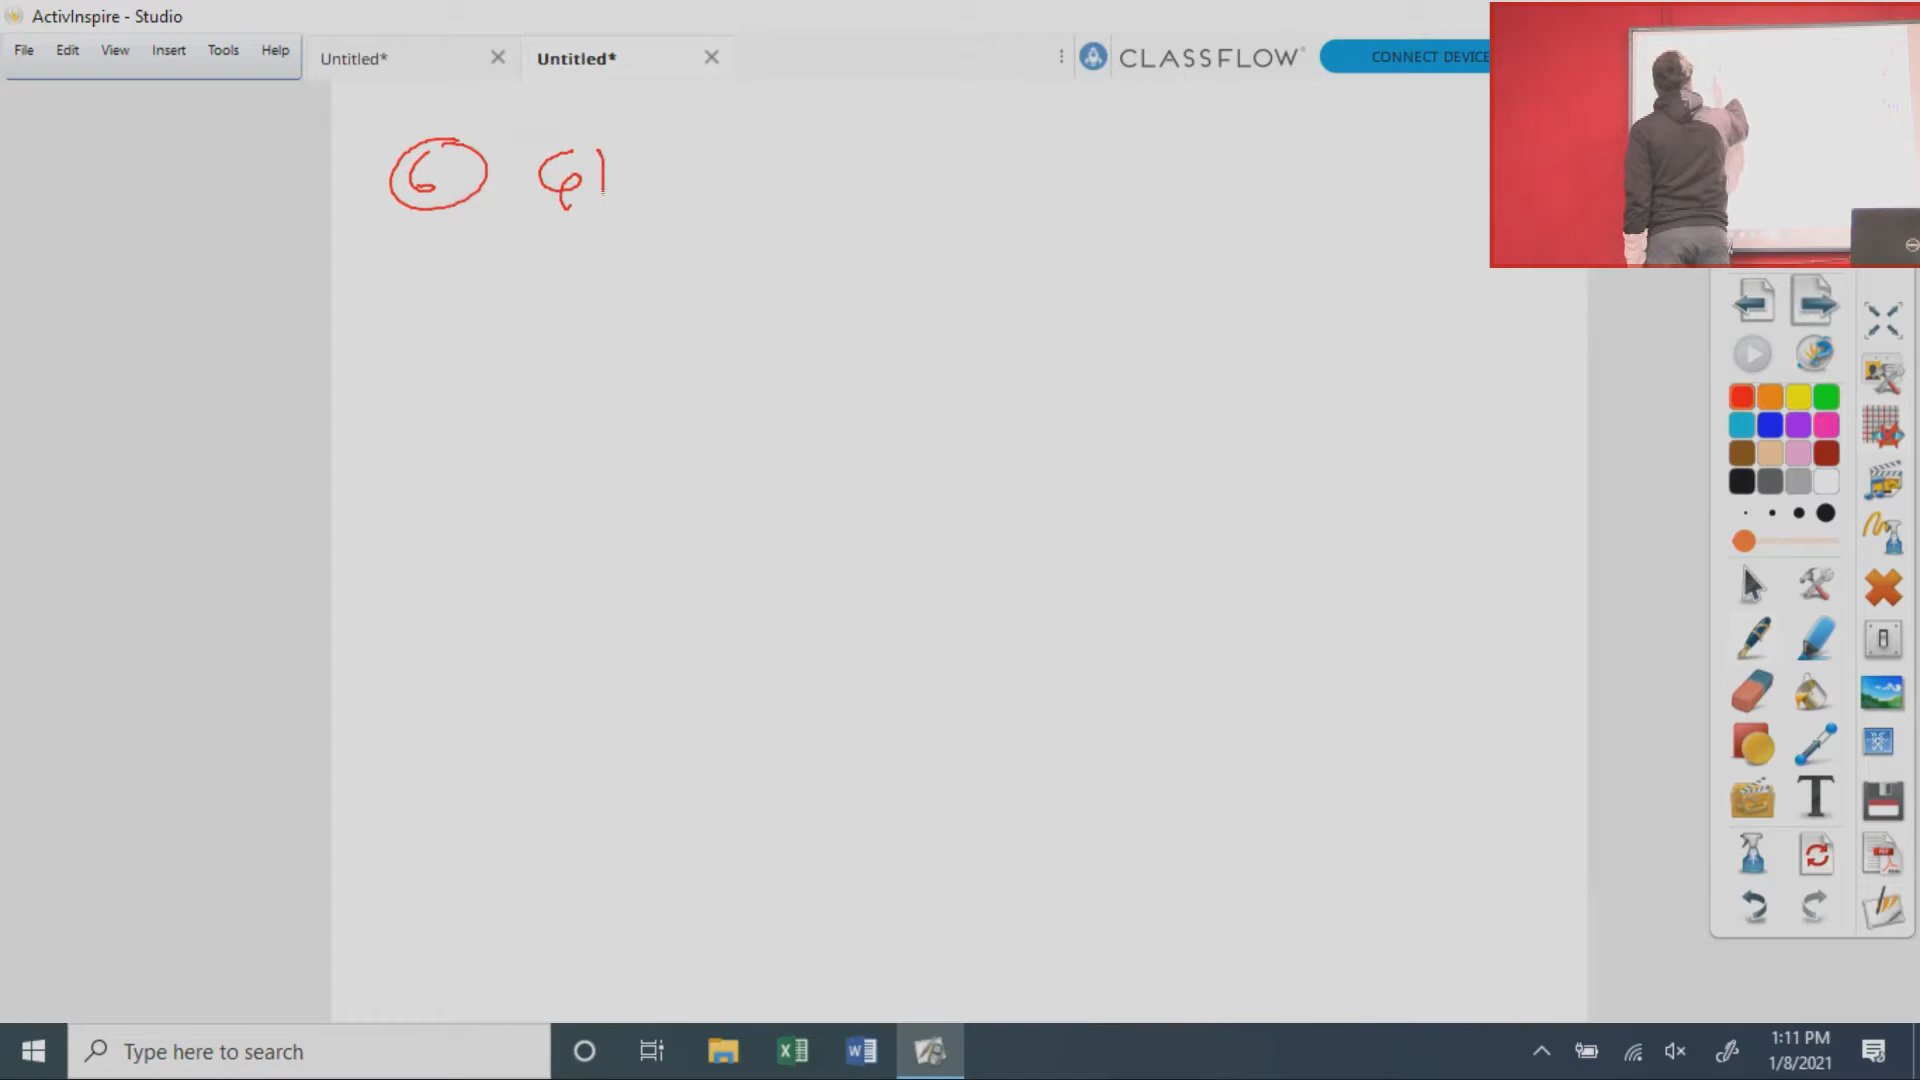 ActivInspire - Studio
File Edit View Insert Tools Help
Untitled* Untitled*
CLASSFLOW
CONNECT DEVICE
6
Type here to search
1:11 PM
1/8/2021